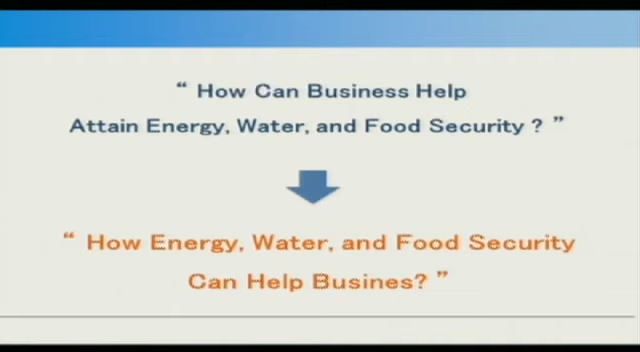 “ How Can Business Help
Attain Energy, Water, and Food Security ? ”
“ How Energy, Water, and Food Security
Can Help Busines? ”